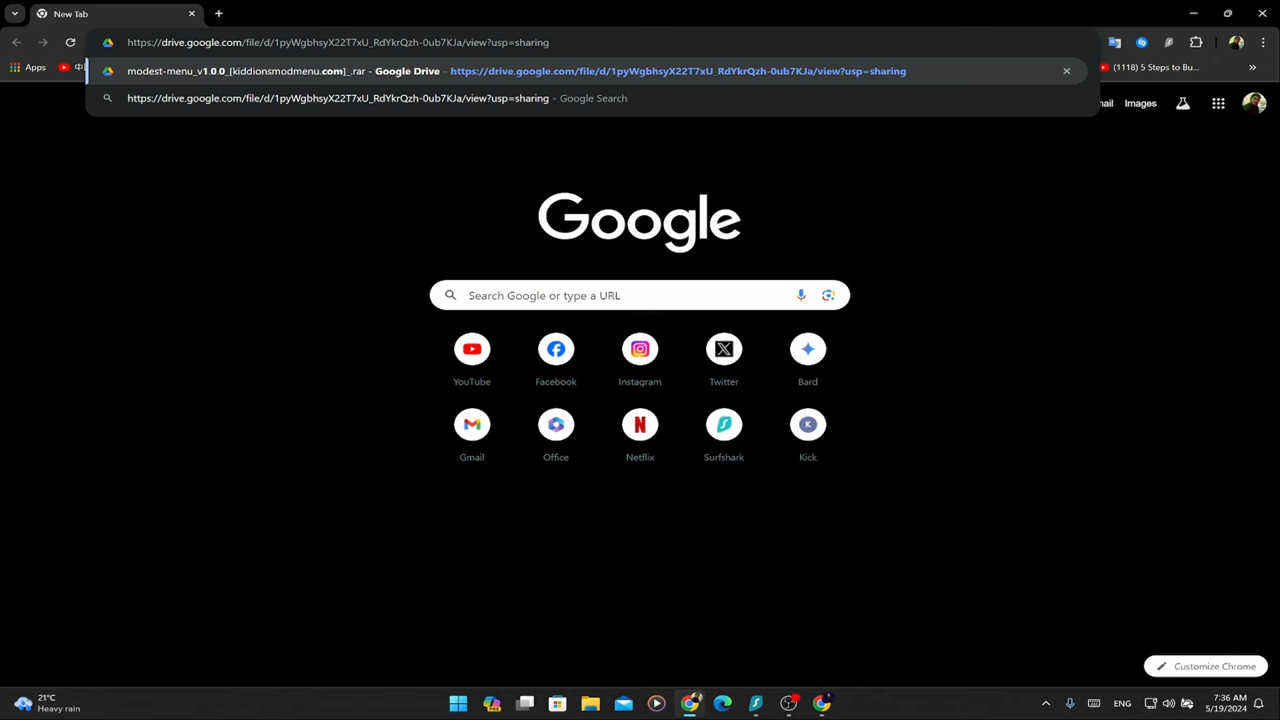 New Tab
https://drive.google.com/file/d/1pyWgbhsyX22T7xU_RdYkrQzh-0ub7KJa/view?usp=sharing
modest-menu_v1.0.0_[kiddionsmodmenu.com]_.rar - Google Drive - https://drive.google.com/file/d/1pyWgbhsyX22T7xU_RdYkrQzh-0ub7KJa/view?usp=sharing
Apps
(1118) 5 Steps to Bu...
https://drive.google.com/file/d/1pyWgbhsyX22T7xU_RdYkrQzh-0ub7KJa/view?usp=sharing - Google Search
mail Images
Google
Search Google or type a URL
YouTube Facebook Instagram Twitter Bard
K
Gmail Office Netflix Surfshark Kick
Customize Chrome
21°C
Heavy rain
ENG
7:36 AM
5/19/2024